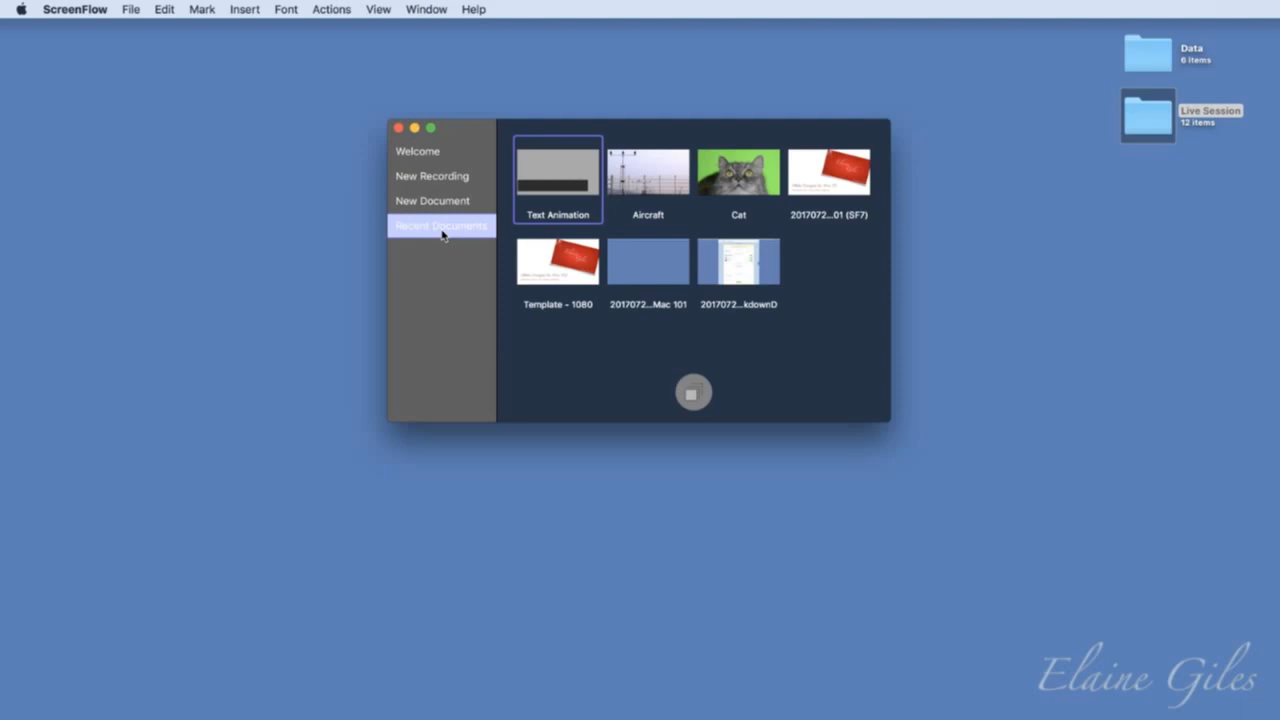 ScreenFlow File Edit Mark Insert Font Actions View Window Help
Data
6 items
Live Session
12 items
Welcome
New Recording
New Document
Recent Documents
Text Animation
Aircraft
Cat
2017072...01 (SF7)
Template - 1080
2017072...Mac 101
2017072...kdownD
Elaine Giles